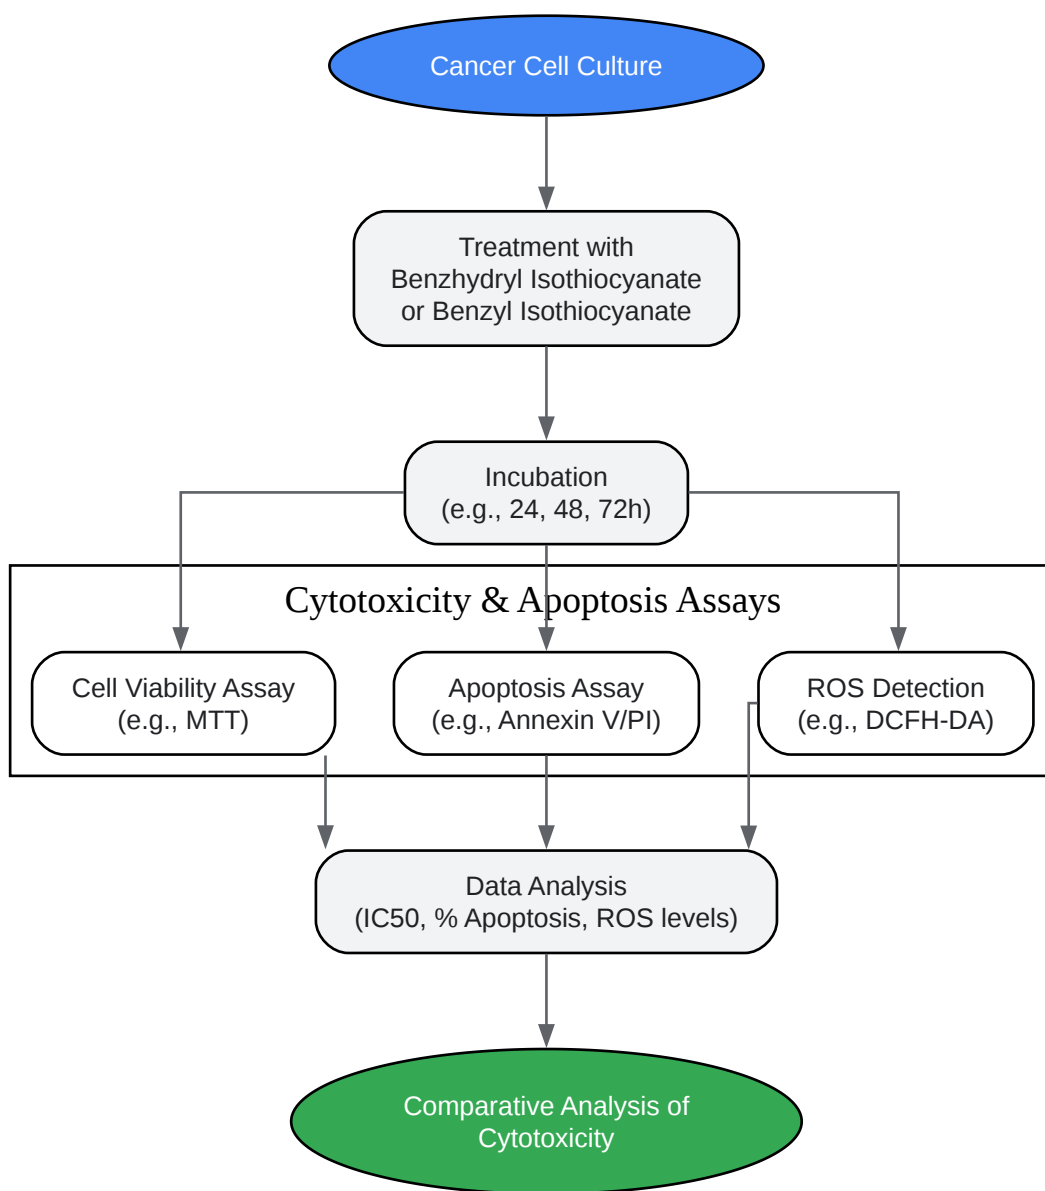 Cancer Cell Culture
Treatment with
Benzhydryl Isothiocyanate
or Benzyl Isothiocyanate
Incubation
(e.g., 24, 48, 72h)
Cytotoxicity & Apoptosis Assays
Cell Viability Assay
(e.g., MTT)
Apoptosis Assay
(e.g., Annexin V/PI)
ROS Detection
(e.g., DCFH-DA)
Data Analysis
(IC50, % Apoptosis, ROS levels)
Comparative Analysis of
Cytotoxicity